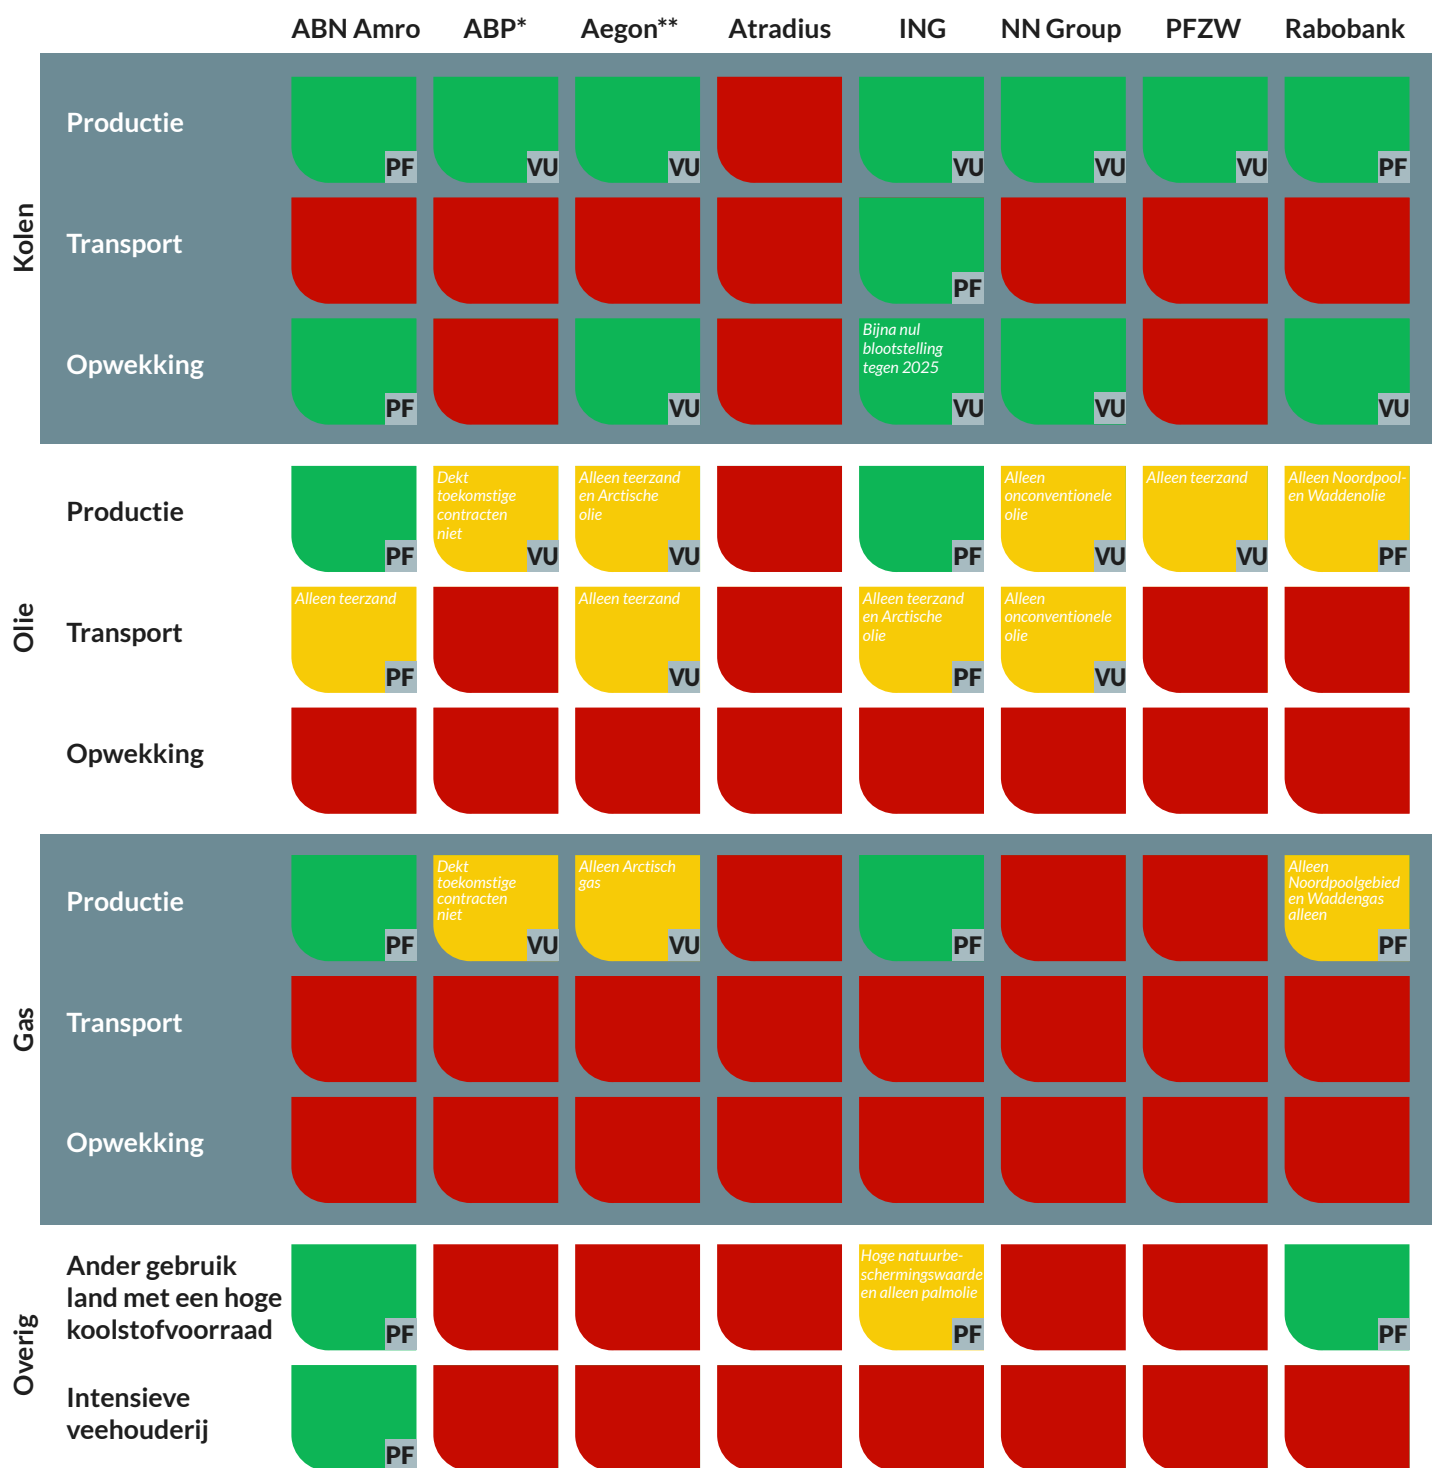 ABN Amro ABP* Aegon** Atradius ING NN Group PFZW Rabobank
Kolen
Productie
PF VU VU VU VU VU PF
Transport
PF
Opwekking
Bijna nul
blootstelling
tegen 2025
PF VU VU VU VU
Olie
Productie
PF
Dekt
toekomstige
contracten
niet
VU
Alleen teerzand
en Arctische
olie
VU
PF
Alleen
onconventionele
olie
VU
Alleen teerzand
VU
Alleen Noordpool-
en Waddenolie
PF
Transport
Alleen teerzand
PF
Alleen teerzand
VU
Alleen teerzand
en Arctische
olie
PF
Alleen
onconventionele
olie
VU
Opwekking
Gas
Productie
PF
Dekt
toekomstige
contracten
niet
VU
Alleen Arctisch
gas
VU
PF
Alleen
Noordpoolgebied
en Waddengas
alleen
PF
Transport
Opwekking
Overig
Ander gebruik
land met een hoge
koolstofvoorraad
PF
Hoge natuurbe-
schermingswaarde
en alleen palmolie
PF
PF
Intensieve
veehouderij
PF